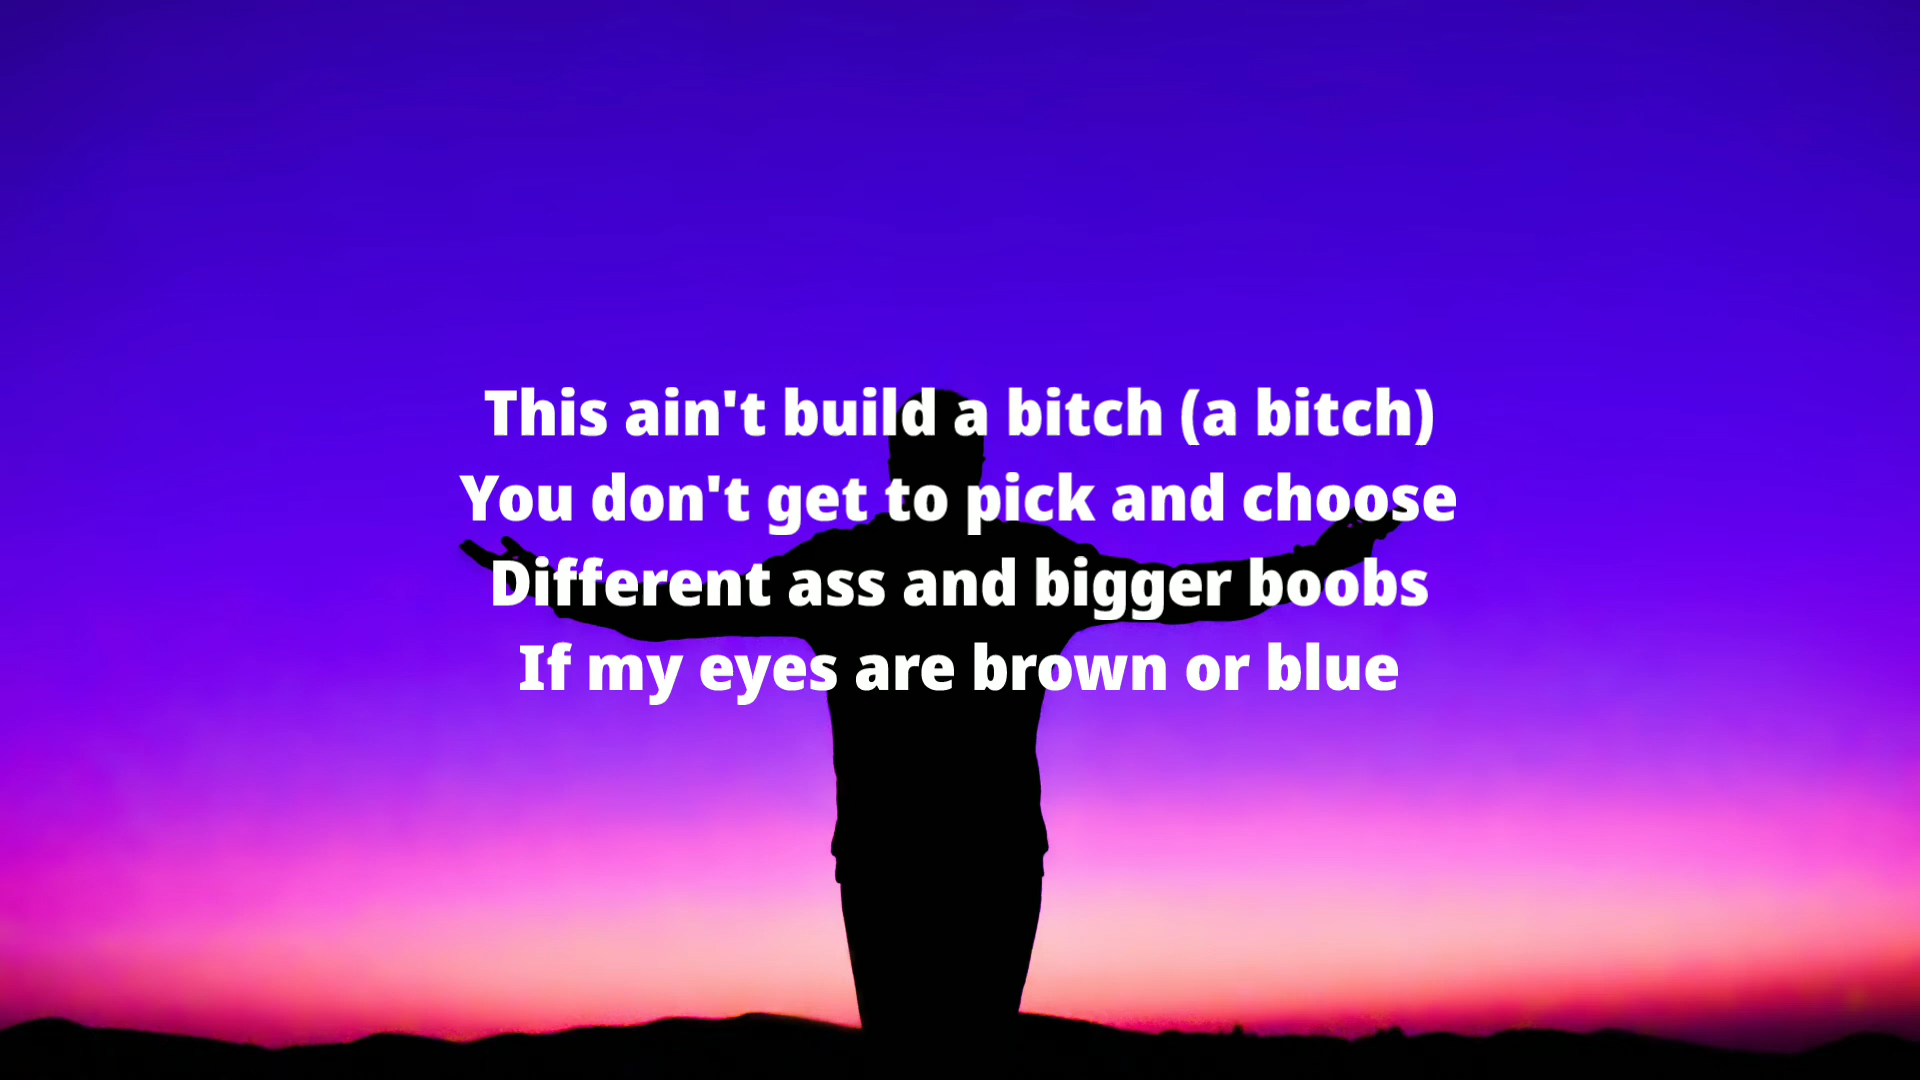 This ain't build a bitch (a bitch)
You don't get to pick and choose
Different ass and bigger boobs
If my eyes are brown or blue